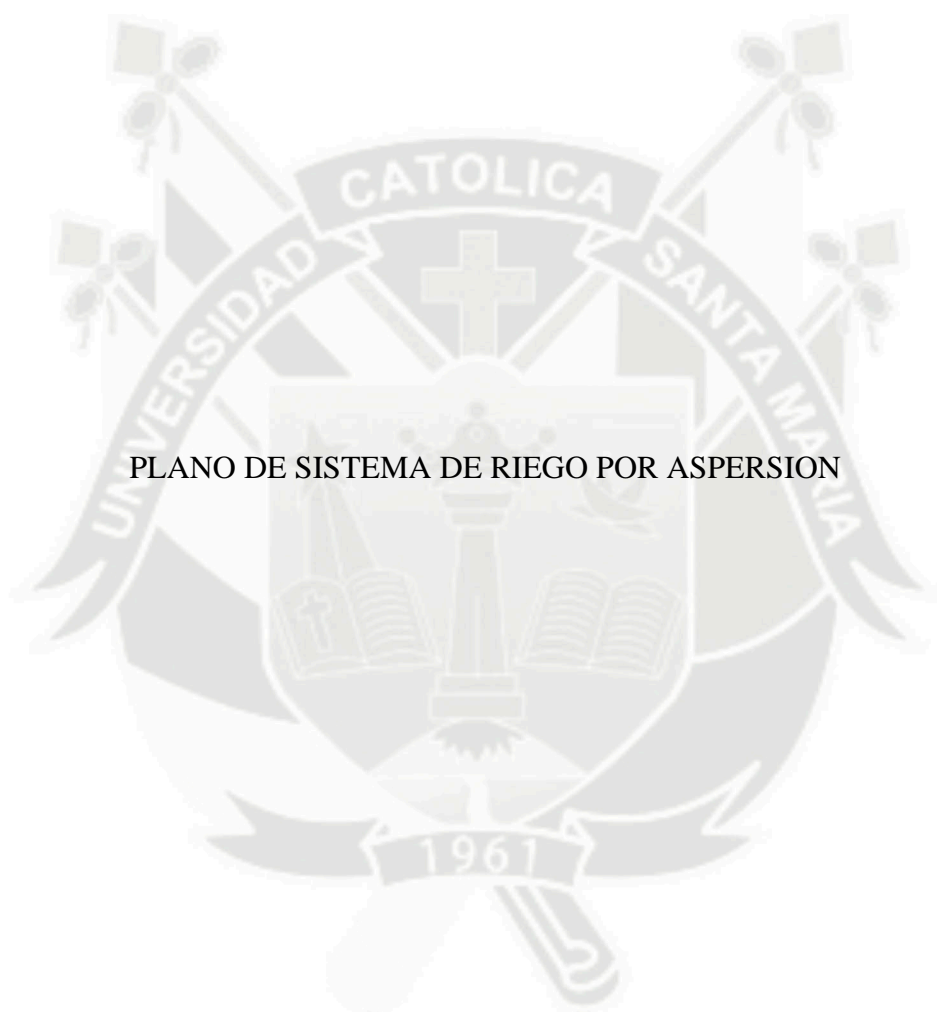 CATOLICA
UNIVERSIDAD
SANTA MARIA
PLANO DE SISTEMA DE RIEGO POR ASPERSION
1961